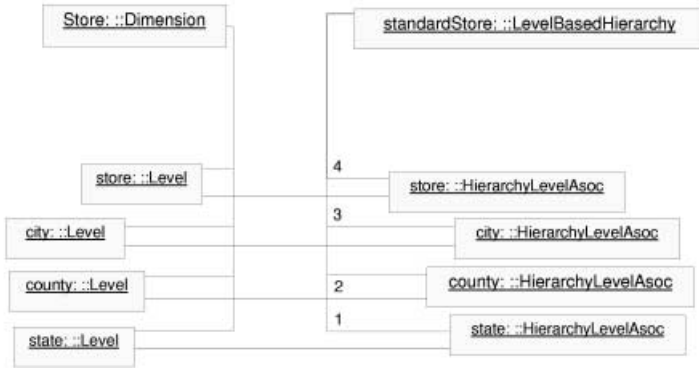 Store: ::Dimension
standardStore: ::LevelBasedHierarchy
4
store: ::Level
store: ::HierarchyLevelAsoc
3
city: ::Level
city: ::HierarchyLevelAsoc
county: ::Level
2
county: ::HierarchyLevelAsoc
1
state: ::Level
state: ::HierarchyLevelAsoc